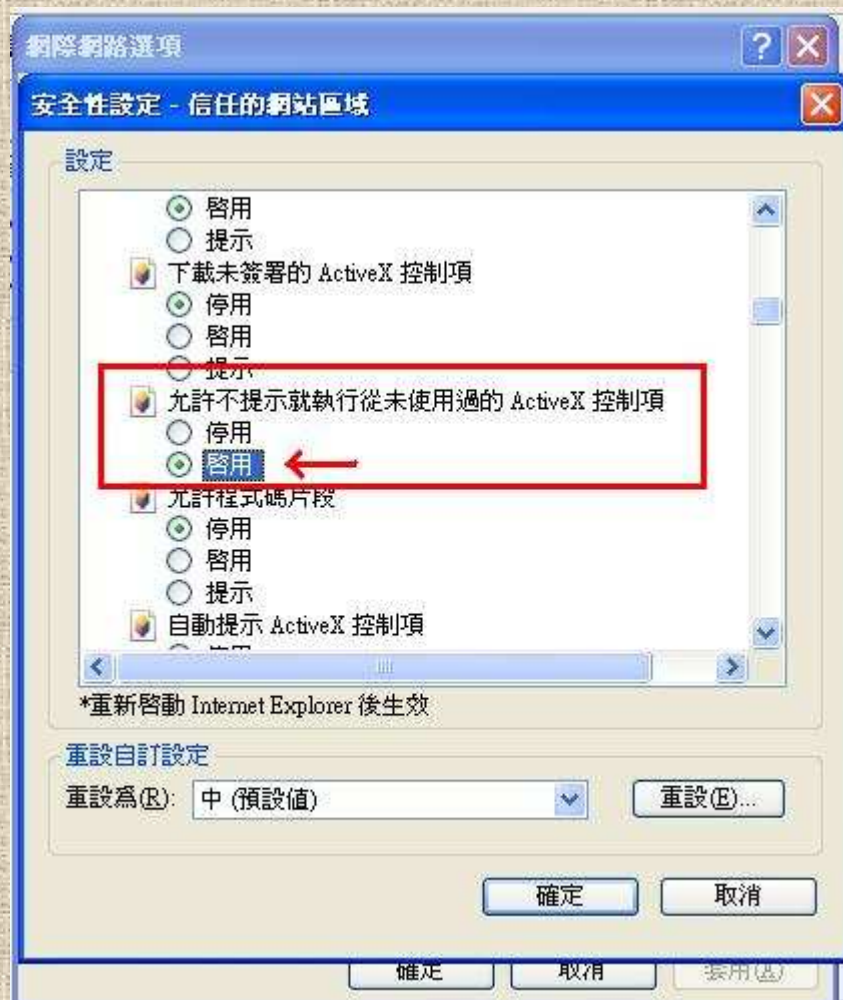 網際網路選項
安全性設定 - 信任的網站區域
設定
啓用
提示
下載未簽署的 ActiveX 控制項
停用
啓用
提示
允許不提示就執行從未使用過的 ActiveX 控制項
停用
啓用
允許程式碼片段
停用
啓用
提示
自動提示 ActiveX 控制項
*重新啓動 Internet Explorer 後生效
重設自訂設定
重設爲(R): 中 (預設值) 重設(E)...
確定 取消
確定 取消 套用(A)